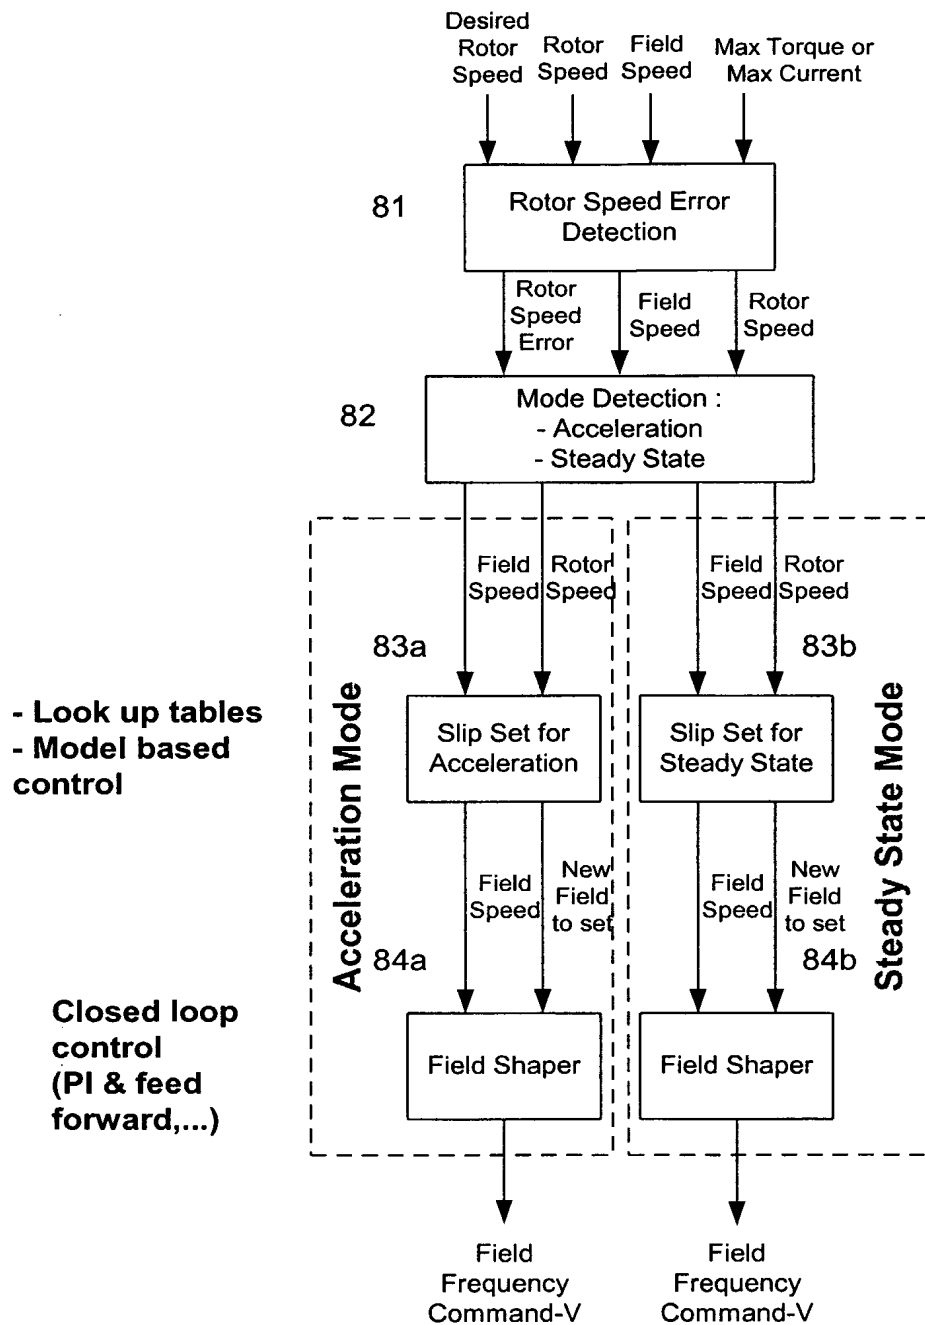 Desired
Rotor
Speed
Rotor
Speed
Field
Speed
Max Torque or
Max Current
81
Rotor Speed Error
Detection
Rotor
Speed
Error
Field
Speed
Rotor
Speed
82
Mode Detection :
- Acceleration
- Steady State
Field
Speed
Rotor
Speed
Field
Speed
Rotor
Speed
83a
83b
- Look up tables
- Model based
control
Acceleration Mode
Slip Set for
Acceleration
Slip Set for
Steady State
Steady State Mode
Field
Speed
New
Field
to set
Field
Speed
New
Field
to set
84a
84b
Closed loop
control
(PI & feed
forward,...)
Field Shaper
Field Shaper
Field
Frequency
Command-V
Field
Frequency
Command-V